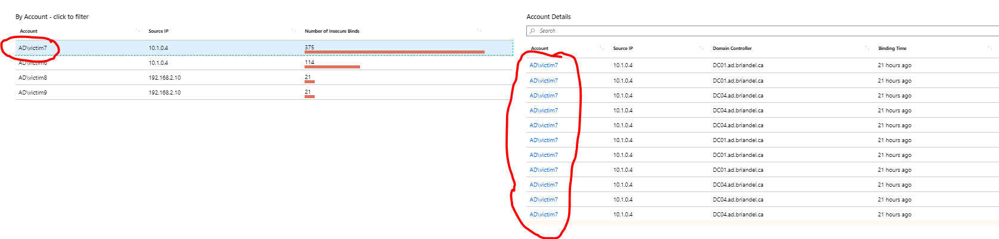 By Account - click to filter
Account Source IP Number of Insecure Binds
AD\victim7 10.1.0.4 375
AD\victim6 10.1.0.4 114
AD\victim8 192.168.2.10 21
AD\victim9 192.168.2.10 21
Account Details
Search
Account Source IP Domain Controller Binding Time
AD\victim7 10.1.0.4 DC01.ad.briandel.ca 21 hours ago
AD\victim7 10.1.0.4 DC01.ad.briandel.ca 21 hours ago
AD\victim7 10.1.0.4 DC04.ad.briandel.ca 21 hours ago
AD\victim7 10.1.0.4 DC04.ad.briandel.ca 21 hours ago
AD\victim7 10.1.0.4 DC04.ad.briandel.ca 21 hours ago
AD\victim7 10.1.0.4 DC01.ad.briandel.ca 21 hours ago
AD\victim7 10.1.0.4 DC01.ad.briandel.ca 21 hours ago
AD\victim7 10.1.0.4 DC01.ad.briandel.ca 21 hours ago
AD\victim7 10.1.0.4 DC04.ad.briandel.ca 21 hours ago
AD\victim7 10.1.0.4 DC04.ad.briandel.ca 21 hours ago
AD\victim7 10.1.0.4 DC04.ad.briandel.ca 21 hours ago